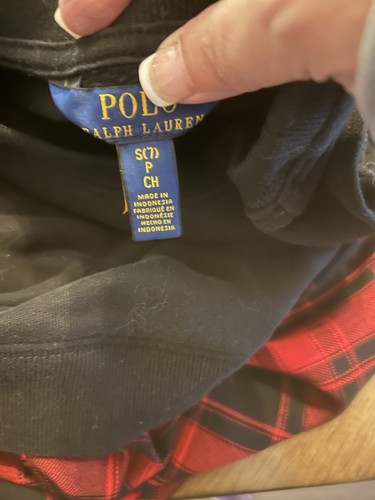 POLO
RALPH LAUREN
S(7)
P
CH
MADE IN
INDONESIA
FABRIQUÉ EN
INDONÉSIE
HECHO EN
INDONESIA